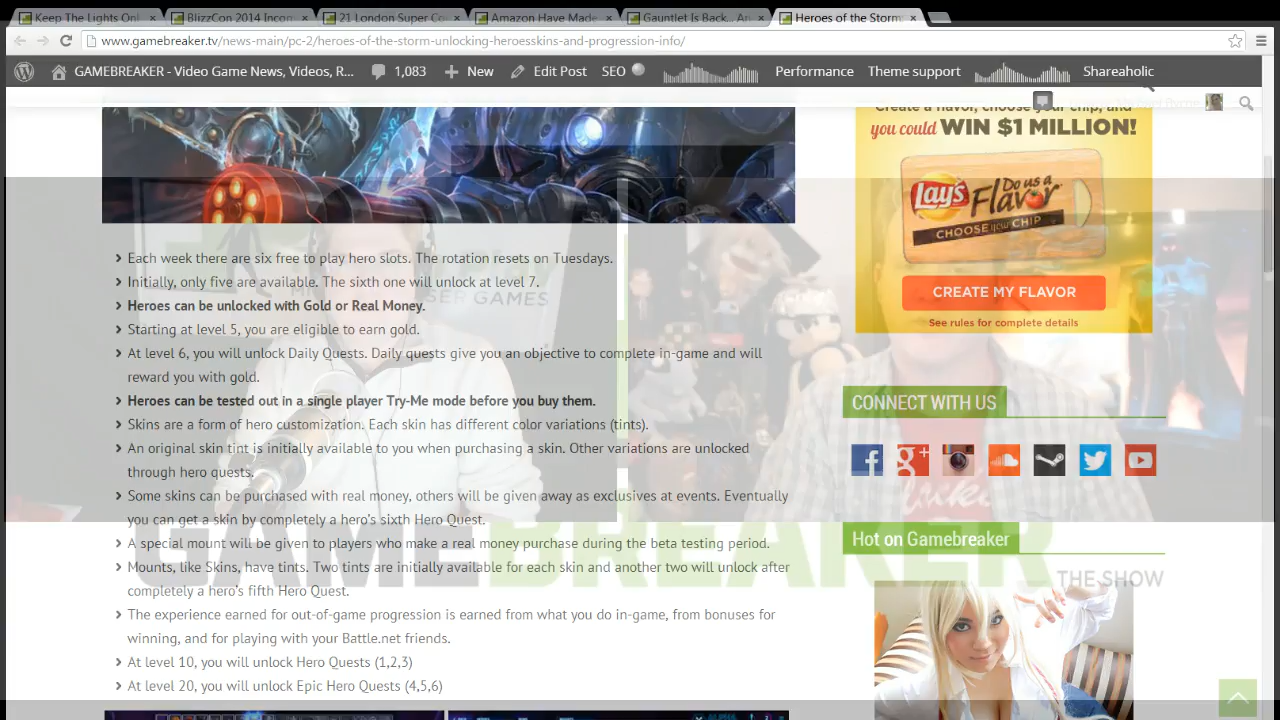 Keep The Lights Onl
BlizzCon 2014 Incom
21 London Super Co
Amazon Have Made
Gauntlet Is Back... An
Heroes of the Storm:
www.gamebreaker.tv/news-main/pc-2/heroes-of-the-storm-unlocking-heroesskins-and-progression-info/
GAMEBREAKER - Video Game News, Videos, R... 1,083 New Edit Post SEO Performance Theme support Shareaholic
Create a flavor, choose your chip, and
you could WIN $1 MILLION!
Lay's
Do us a
Flavor
CHOOSE your CHIP
CREATE MY FLAVOR
See rules for complete details
Each week there are six free to play hero slots. The rotation resets on Tuesdays.
Initially, only five are available. The sixth one will unlock at level 7.
Heroes can be unlocked with Gold or Real Money.
Starting at level 5, you are eligible to earn gold.
At level 6, you will unlock Daily Quests. Daily quests give you an objective to complete in-game and will
reward you with gold.
Heroes can be tested out in a single player Try-Me mode before you buy them.
Skins are a form of hero customization. Each skin has different color variations (tints).
An original skin tint is initially available to you when purchasing a skin. Other variations are unlocked
through hero quests.
Some skins can be purchased with real money, others will be given away as exclusives at events. Eventually
you can get a skin by completely a hero's sixth Hero Quest.
A special mount will be given to players who make a real money purchase during the beta testing period.
Mounts, like Skins, have tints. Two tints are initially available for each skin and another two will unlock after
completely a hero's fifth Hero Quest.
The experience earned for out-of-game progression is earned from what you do in-game, from bonuses for
winning, and for playing with your Battle.net friends.
At level 10, you will unlock Hero Quests (1,2,3)
At level 20, you will unlock Epic Hero Quests (4,5,6)
CONNECT WITH US
Hot on Gamebreaker
GAMEBREAKER
THE SHOW